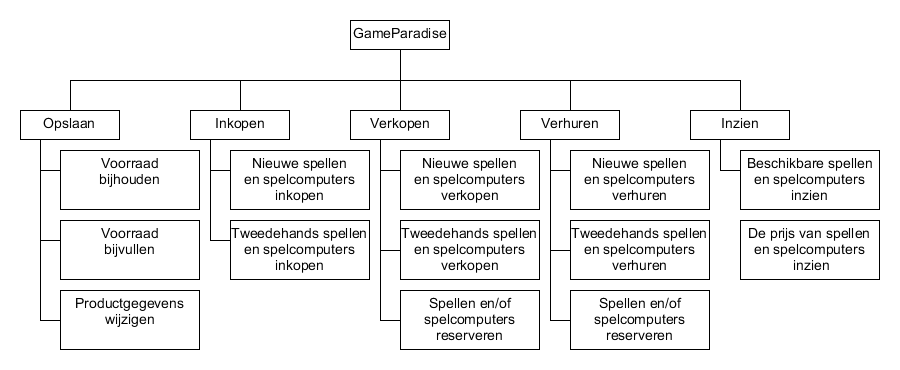 GameParadise
Opslaan
Inkopen
Verkopen
Verhuren
Inzien
Voorraad
bijhouden
Voorraad
bijvullen
Productgegevens
wijzigen
Nieuwe spellen
en spelcomputers
inkopen
Tweedehands spellen
en spelcomputers
inkopen
Nieuwe spellen
en spelcomputers
verkopen
Tweedehands spellen
en spelcomputers
verkopen
Spellen en/of
spelcomputers
reserveren
Nieuwe spellen
en spelcomputers
verhuren
Tweedehands spellen
en spelcomputers
verhuren
Spellen en/of
spelcomputers
reserveren
Beschikbare spellen
en spelcomputers
inzien
De prijs van spellen
en spelcomputers
inzien